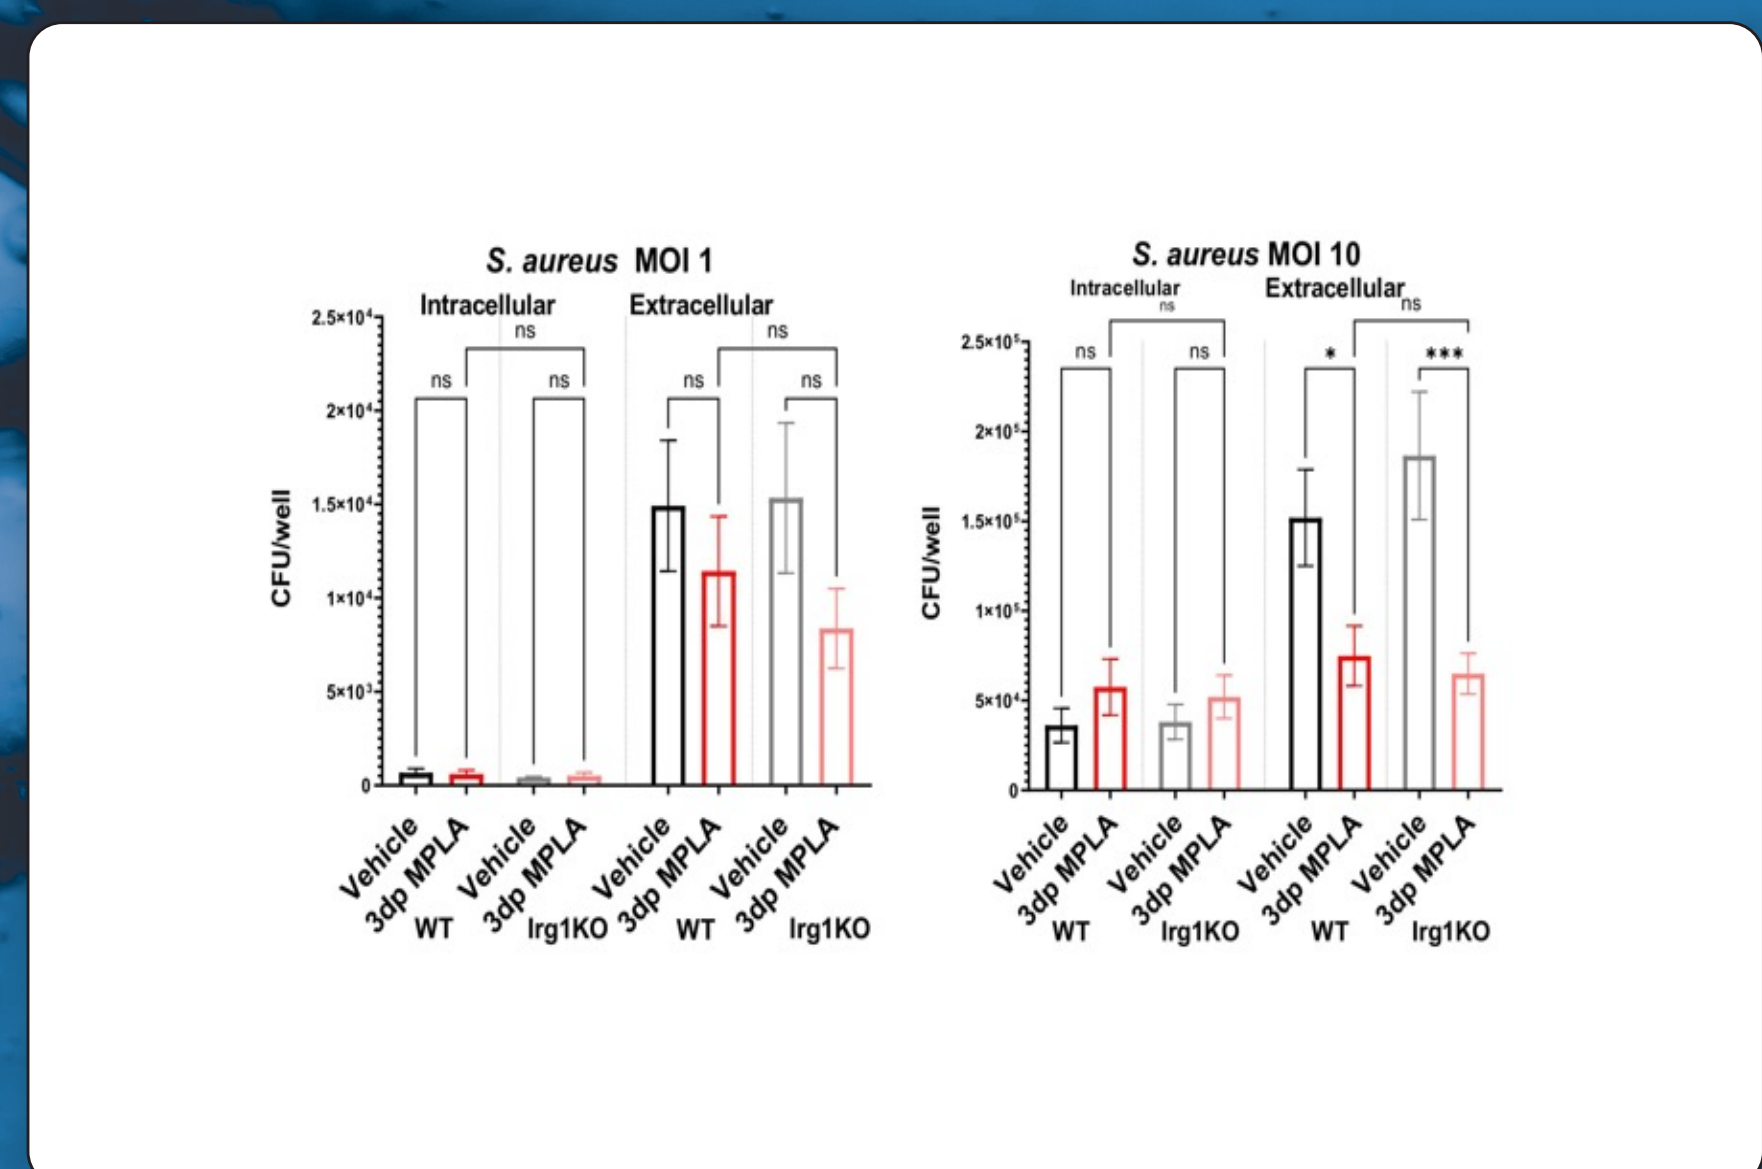 S. aureus MOI 1
Intracellular Extracellular
ns ns
ns ns ns ns
2.5×10⁴
2×10⁴
1.5×10⁴
1×10⁴
5×10³
0
CFU/well
Vehicle 3dp MPLA Vehicle 3dp MPLA Vehicle 3dp MPLA Vehicle 3dp MPLA
WT Irg1KO WT Irg1KO
S. aureus MOI 10
Intracellular Extracellular
ns ns
ns ns * ***
2.5×10⁵
2×10⁵
1.5×10⁵
1×10⁵
5×10⁴
0
CFU/well
Vehicle 3dp MPLA Vehicle 3dp MPLA Vehicle 3dp MPLA Vehicle 3dp MPLA
WT Irg1KO WT Irg1KO